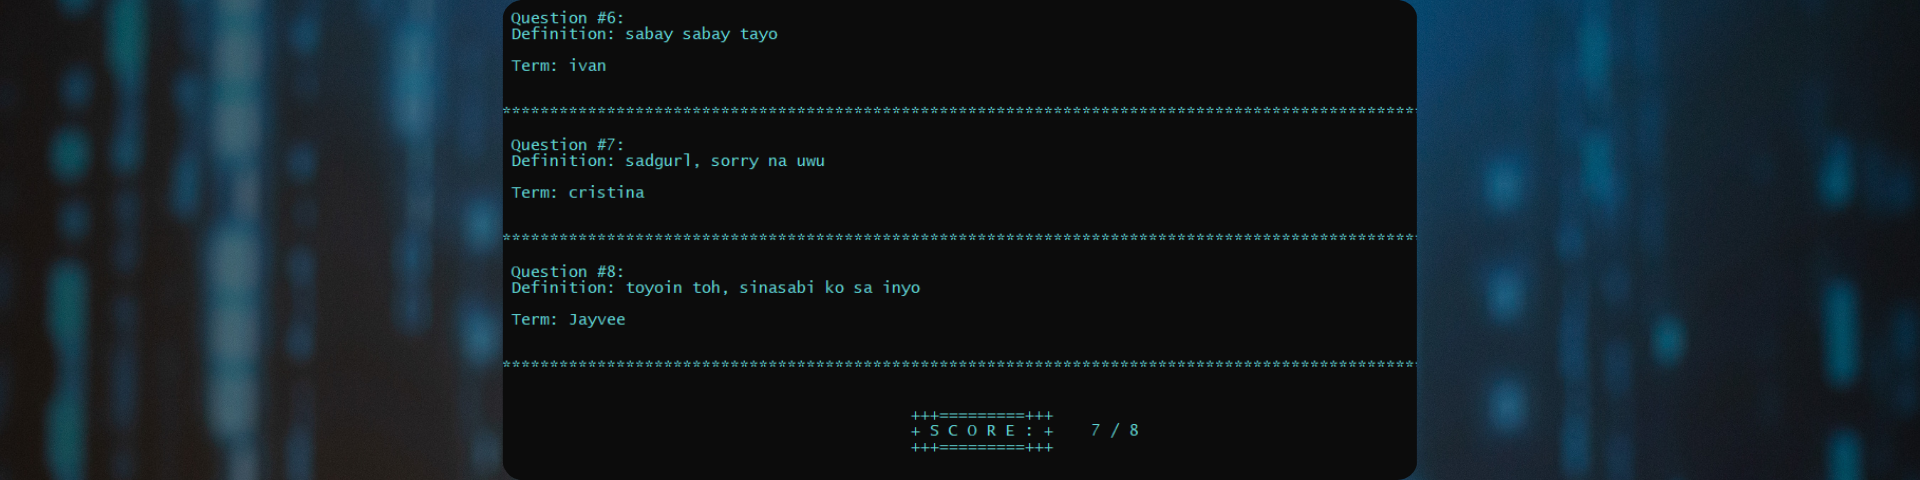 Question #6:
Definition: sabay sabay tayo
Term: ivan
************************************************************************************************
Question #7:
Definition: sadgurl, sorry na uwu
Term: cristina
************************************************************************************************
Question #8:
Definition: toyoin toh, sinasabi ko sa inyo
Term: Jayvee
************************************************************************************************
+++=========+++
+ S C O R E : + 7 / 8
+++=========+++